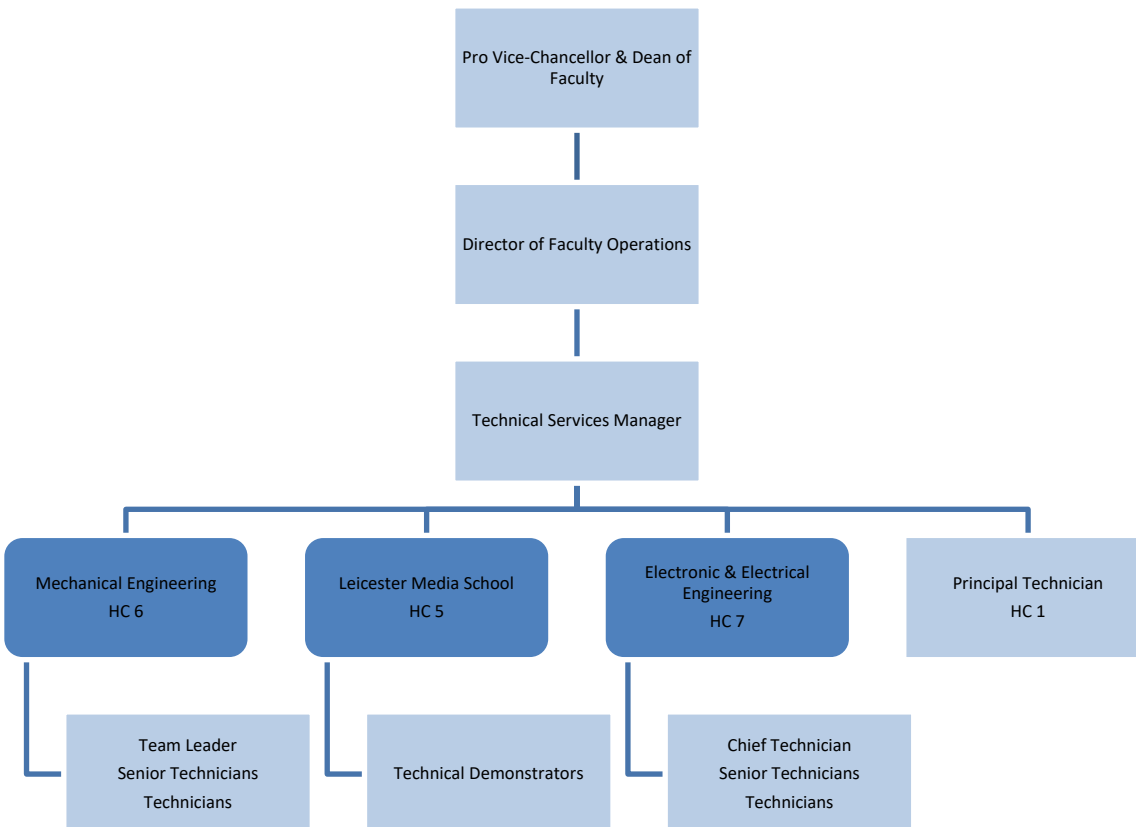 Pro Vice-Chancellor & Dean of
Faculty
Director of Faculty Operations
Technical Services Manager
Mechanical Engineering
HC 6
Leicester Media School
HC 5
Electronic & Electrical
Engineering
HC 7
Principal Technician
HC 1
Team Leader
Senior Technicians
Technicians
Technical Demonstrators
Chief Technician
Senior Technicians
Technicians